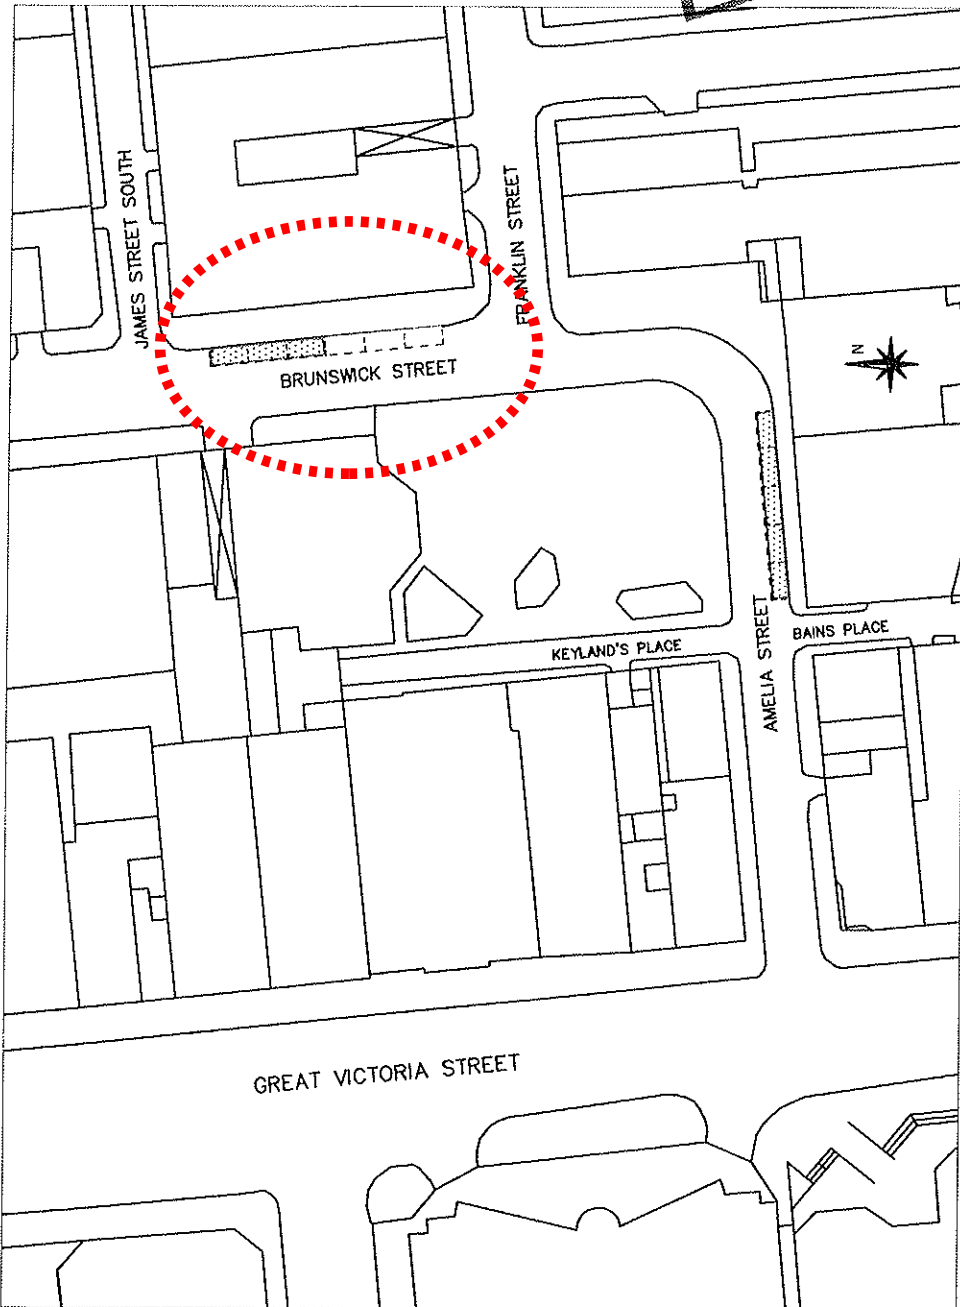 JAMES STREET SOUTH
FRANKLIN STREET
BRUNSWICK STREET
N
KEYLAND'S PLACE
AMELIA STREET
BAINS PLACE
GREAT VICTORIA STREET